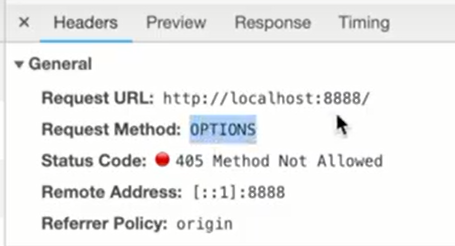 × Headers Preview Response Timing
▼ General
Request URL: http://localhost:8888/
Request Method: OPTIONS
Status Code: 405 Method Not Allowed
Remote Address: [::1]:8888
Referrer Policy: origin